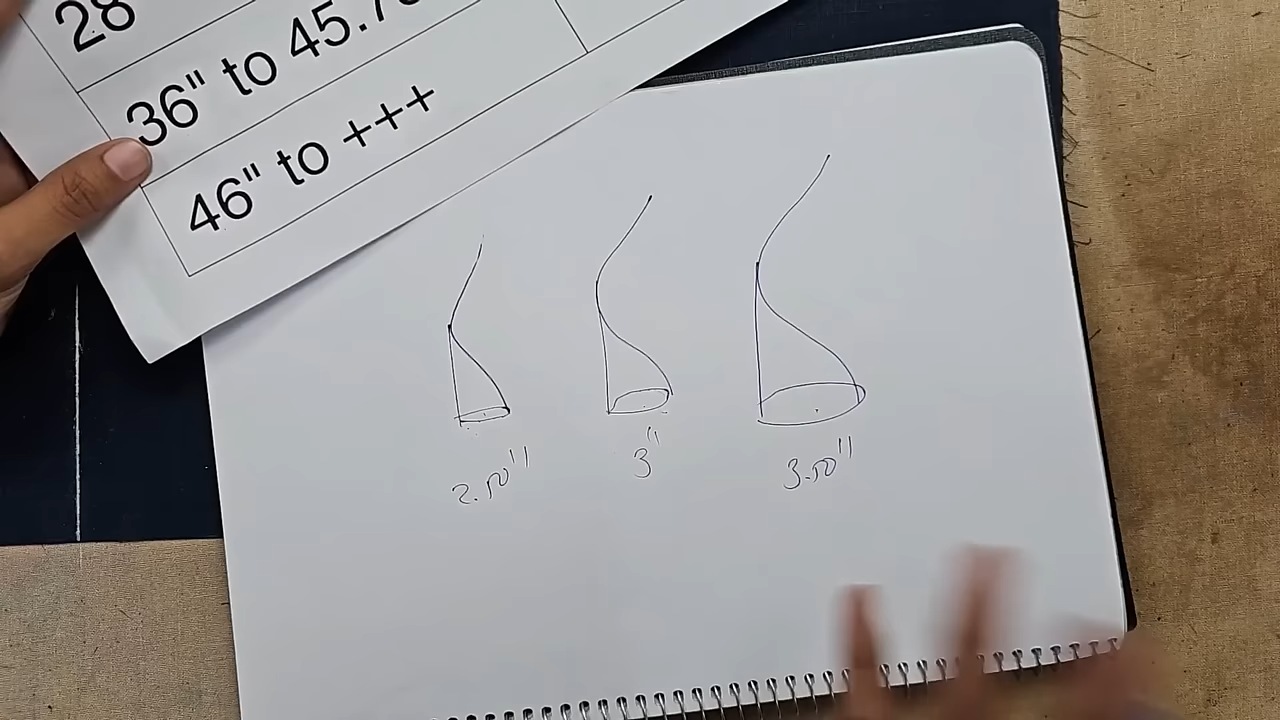 28
36" to 45.7
46" to +++
2.50" 3" 3.50"